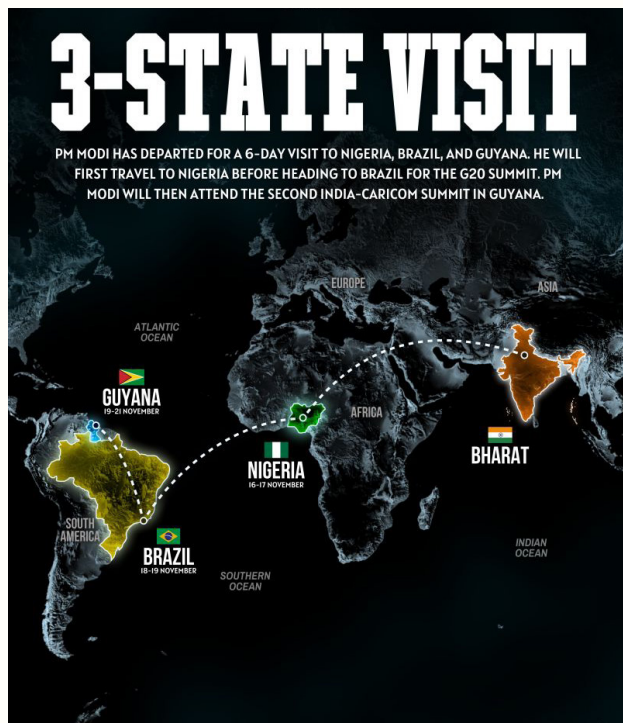 3-STATE VISIT
PM MODI HAS DEPARTED FOR A 6-DAY VISIT TO NIGERIA, BRAZIL, AND GUYANA. HE WILL
FIRST TRAVEL TO NIGERIA BEFORE HEADING TO BRAZIL FOR THE G20 SUMMIT. PM
MODI WILL THEN ATTEND THE SECOND INDIA-CARICOM SUMMIT IN GUYANA.
EUROPE
ASIA
ATLANTIC
OCEAN
GUYANA
19-21 NOVEMBER
AFRICA
NIGERIA
16-17 NOVEMBER
BHARAT
SOUTH
AMERICA
BRAZIL
18-19 NOVEMBER
INDIAN
OCEAN
SOUTHERN
OCEAN